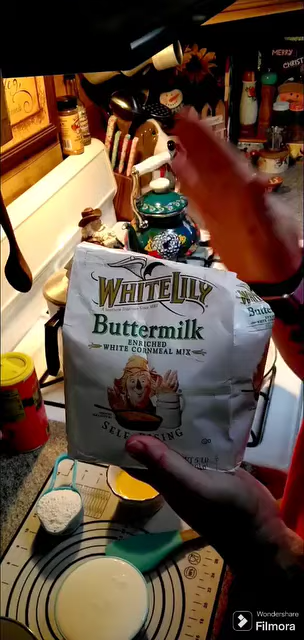 MERRY
CHRIST
WHITE LILY
Buttermilk
ENRICHED
WHITE CORNMEAL MIX
SELF RISING
Wondershare
Filmora